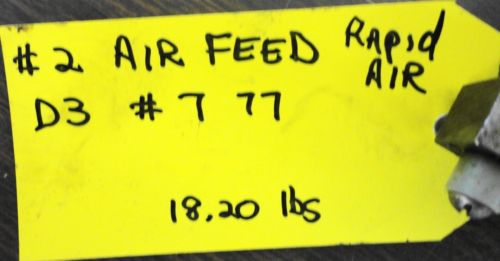 #2 AIR FEED Rapid
AIR
D3 #7 77
18.20 lbs